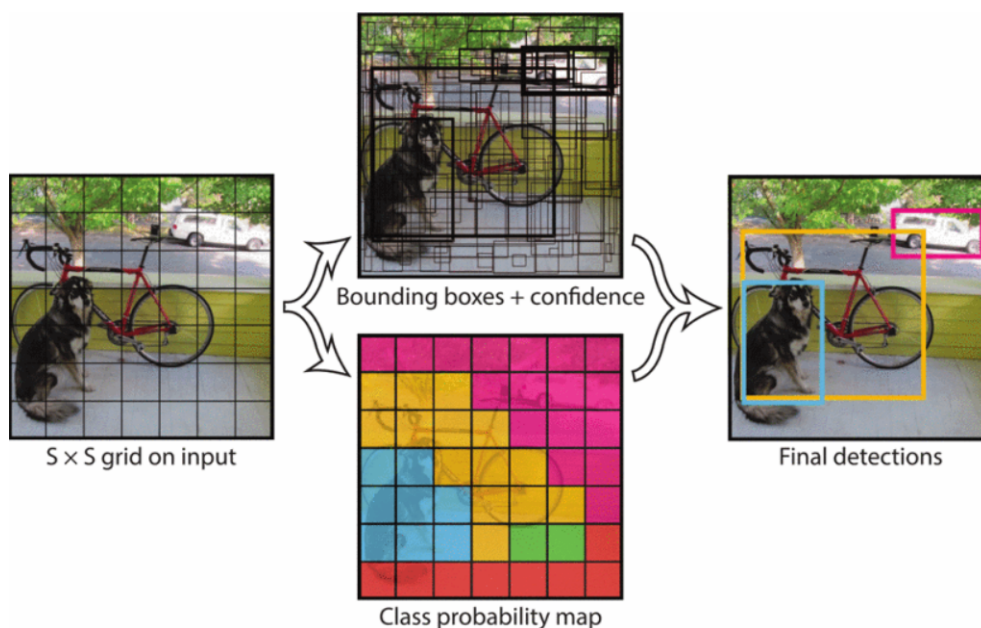 Bounding boxes + confidence
S × S grid on input
Final detections
Class probability map